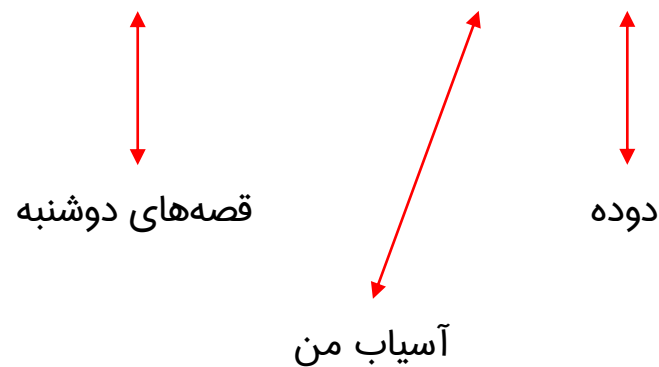 دوده
قصه‌های دوشنبه
آسیاب من